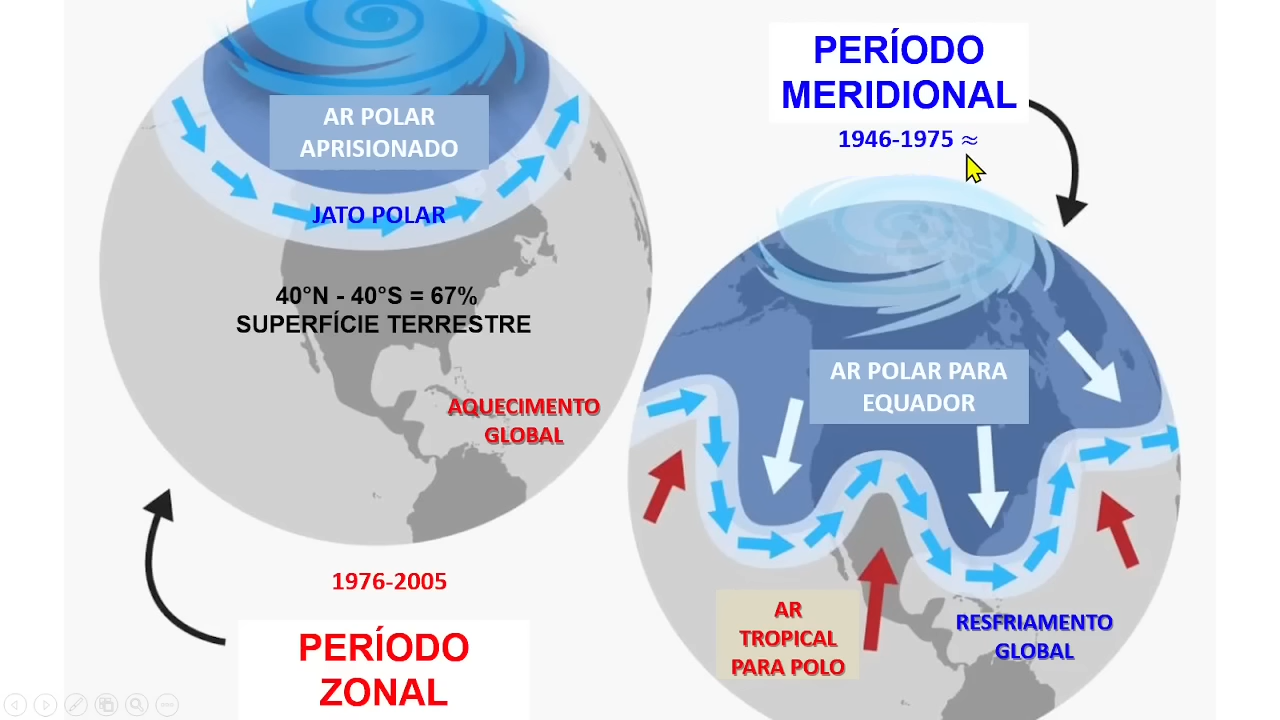 AR POLAR
APRISIONADO
JATO POLAR
40°N - 40°S = 67%
SUPERFÍCIE TERRESTRE
AQUECIMENTO
GLOBAL
1976-2005
PERÍODO
ZONAL
PERÍODO
MERIDIONAL
1946-1975 ≈
AR POLAR PARA
EQUADOR
AR
TROPICAL
PARA POLO
RESFRIAMENTO
GLOBAL